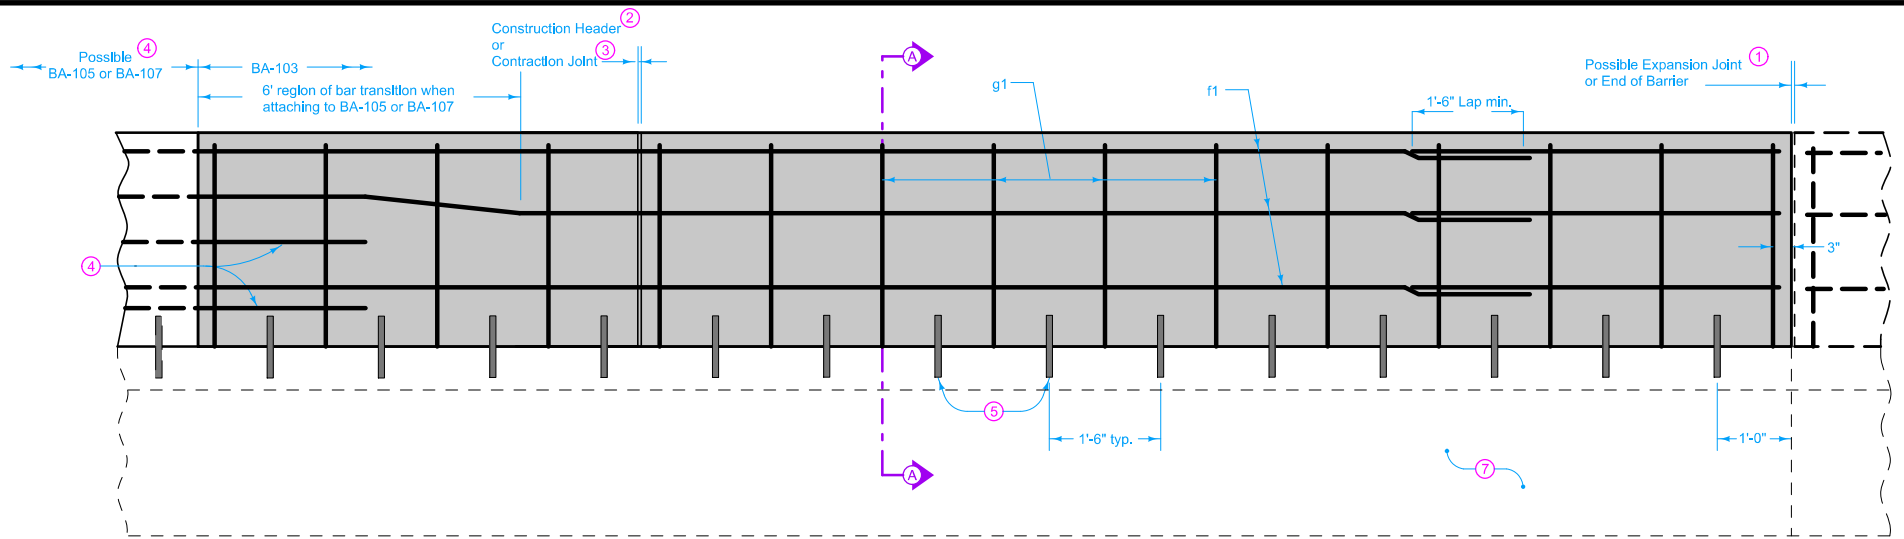 Possible 4
BA-105 or BA-107
BA-103
6' region of bar transition when
attaching to BA-105 or BA-107
Construction Header 2
or
Contraction Joint 3
A
g1
f1
1'-6" Lap min.
Possible Expansion Joint 1
or End of Barrier
4
3"
5
1'-6" typ.
A
7
1'-0"